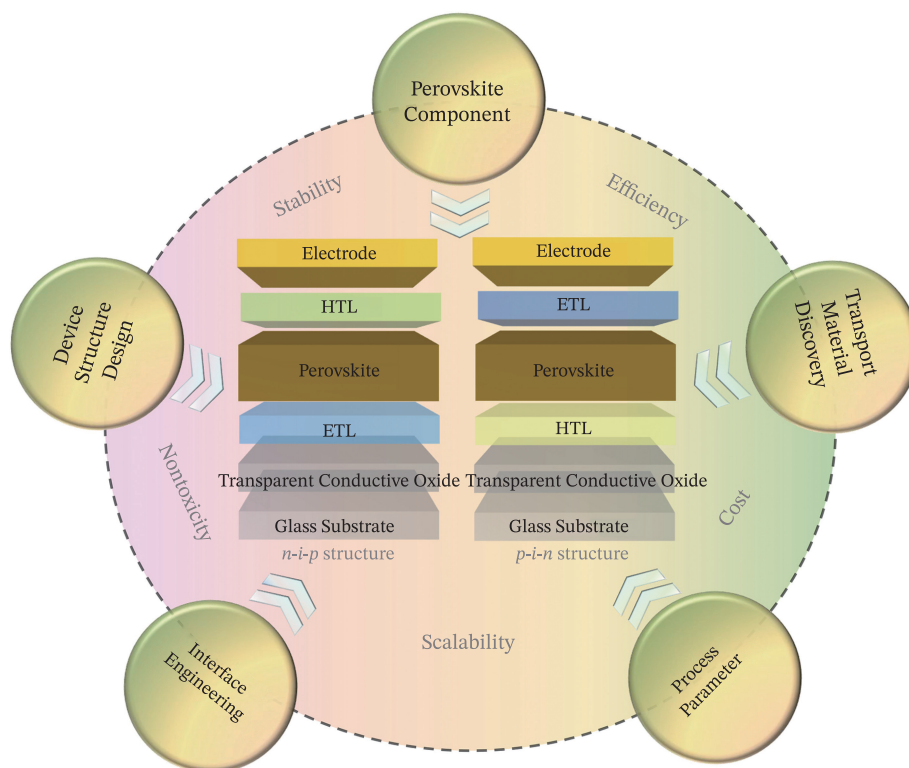 Perovskite
Component
Stability
Efficiency
Electrode
HTL
Perovskite
ETL
Transparent Conductive Oxide
Glass Substrate
n-i-p structure
Electrode
ETL
Perovskite
HTL
Transparent Conductive Oxide
Glass Substrate
p-i-n structure
Device
Structure
Design
Transport
Material
Discovery
Nontoxicity
Cost
Interface
Engineering
Scalability
Process
Parameter